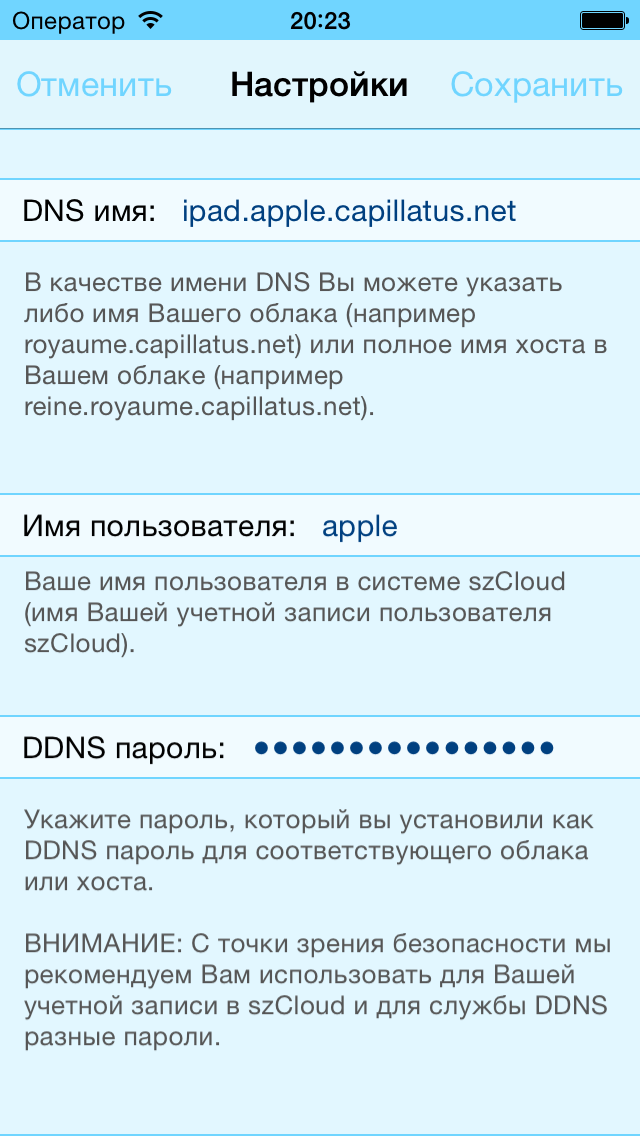 Оператор 20:23
Отменить Настройки Сохранить
DNS имя: ipad.apple.capillatus.net
В качестве имени DNS Вы можете указать
либо имя Вашего облака (например
royaume.capillatus.net) или полное имя хоста в
Вашем облаке (например
reine.royaume.capillatus.net).
Имя пользователя: apple
Ваше имя пользователя в системе szCloud
(имя Вашей учетной записи пользователя
szCloud).
DDNS пароль: ••••••••••••••••
Укажите пароль, который вы установили как
DDNS пароль для соответствующего облака
или хоста.
ВНИМАНИЕ: С точки зрения безопасности мы
рекомендуем Вам использовать для Вашей
учетной записи в szCloud и для службы DDNS
разные пароли.